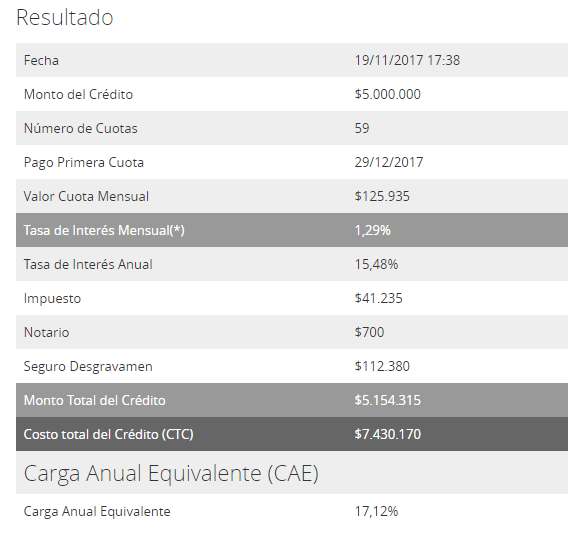 Resultado
Fecha 19/11/2017 17:38
Monto del Crédito $5.000.000
Número de Cuotas 59
Pago Primera Cuota 29/12/2017
Valor Cuota Mensual $125.935
Tasa de Interés Mensual(*) 1,29%
Tasa de Interés Anual 15,48%
Impuesto $41.235
Notario $700
Seguro Desgravamen $112.380
Monto Total del Crédito $5.154.315
Costo total del Crédito (CTC) $7.430.170
Carga Anual Equivalente (CAE)
Carga Anual Equivalente 17,12%